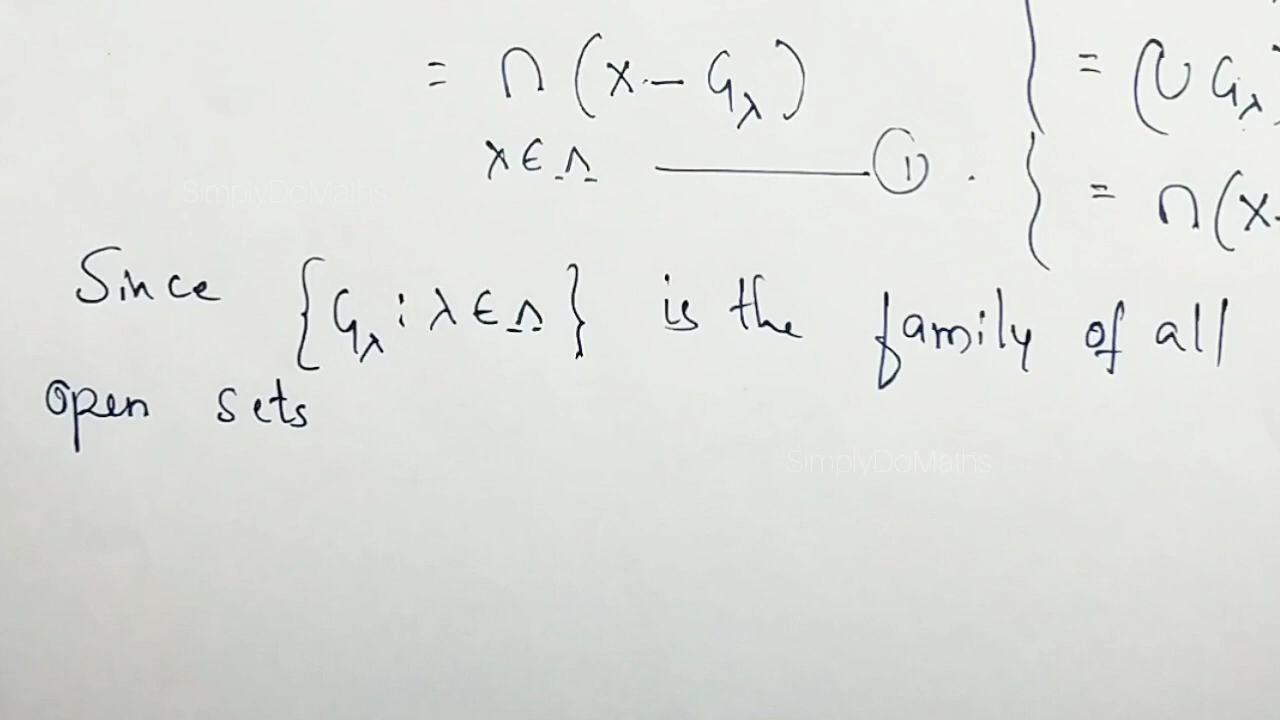 = ∩ (X - G_λ)
λ ∈ Λ ——— ①.
= (∪ G_λ)
= ∩(X-
Since {G_λ : λ ∈ Λ} is the family of all
open sets
SimplyDoMaths
SimplyDoMaths